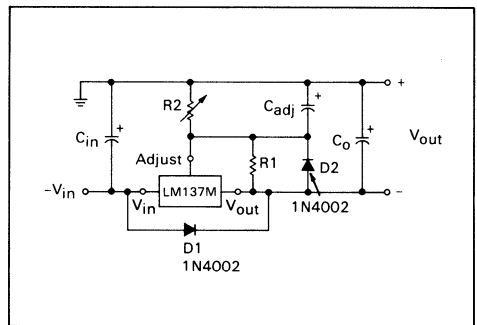 +
R2
Cadj
+
Cin
+
Co
+
Vout
Adjust
R1
D2
–Vin
Vin
LM137M
Vout
1N4002
–
D1
1N4002